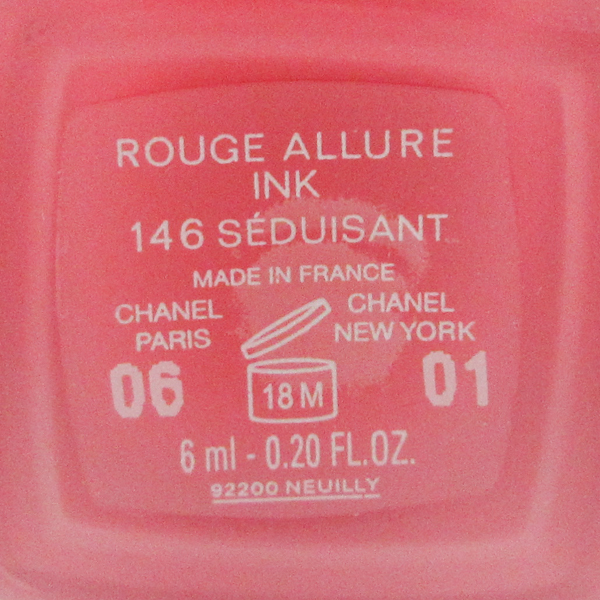 ROUGE ALLURE
INK
146 SÉDUISANT
MADE IN FRANCE
CHANEL
PARIS
CHANEL
NEW YORK
06
18 M
01
6 ml - 0.20 FL.OZ.
92200 NEUILLY